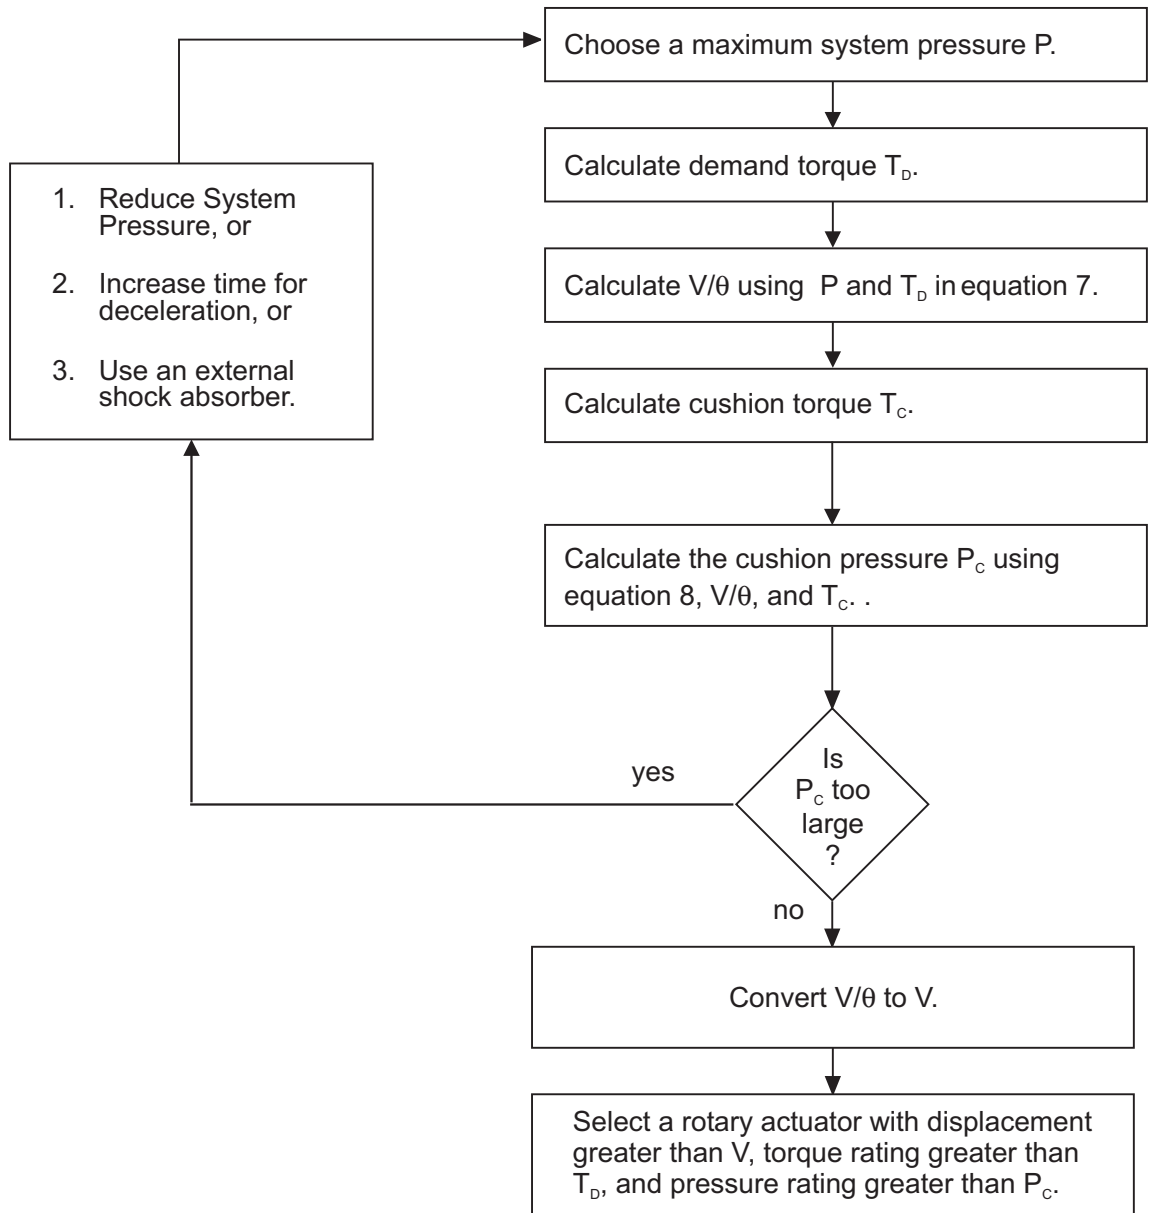 Choose a maximum system pressure P.
Calculate demand torque T_D.
Calculate V/θ using P and T_D in equation 7.
Calculate cushion torque T_C.
Calculate the cushion pressure P_C using
equation 8, V/θ, and T_C. .
Is
P_C too
large
?
yes
1. Reduce System
Pressure, or
2. Increase time for
deceleration, or
3. Use an external
shock absorber.
no
Convert V/θ to V.
Select a rotary actuator with displacement
greater than V, torque rating greater than
T_D, and pressure rating greater than P_C.